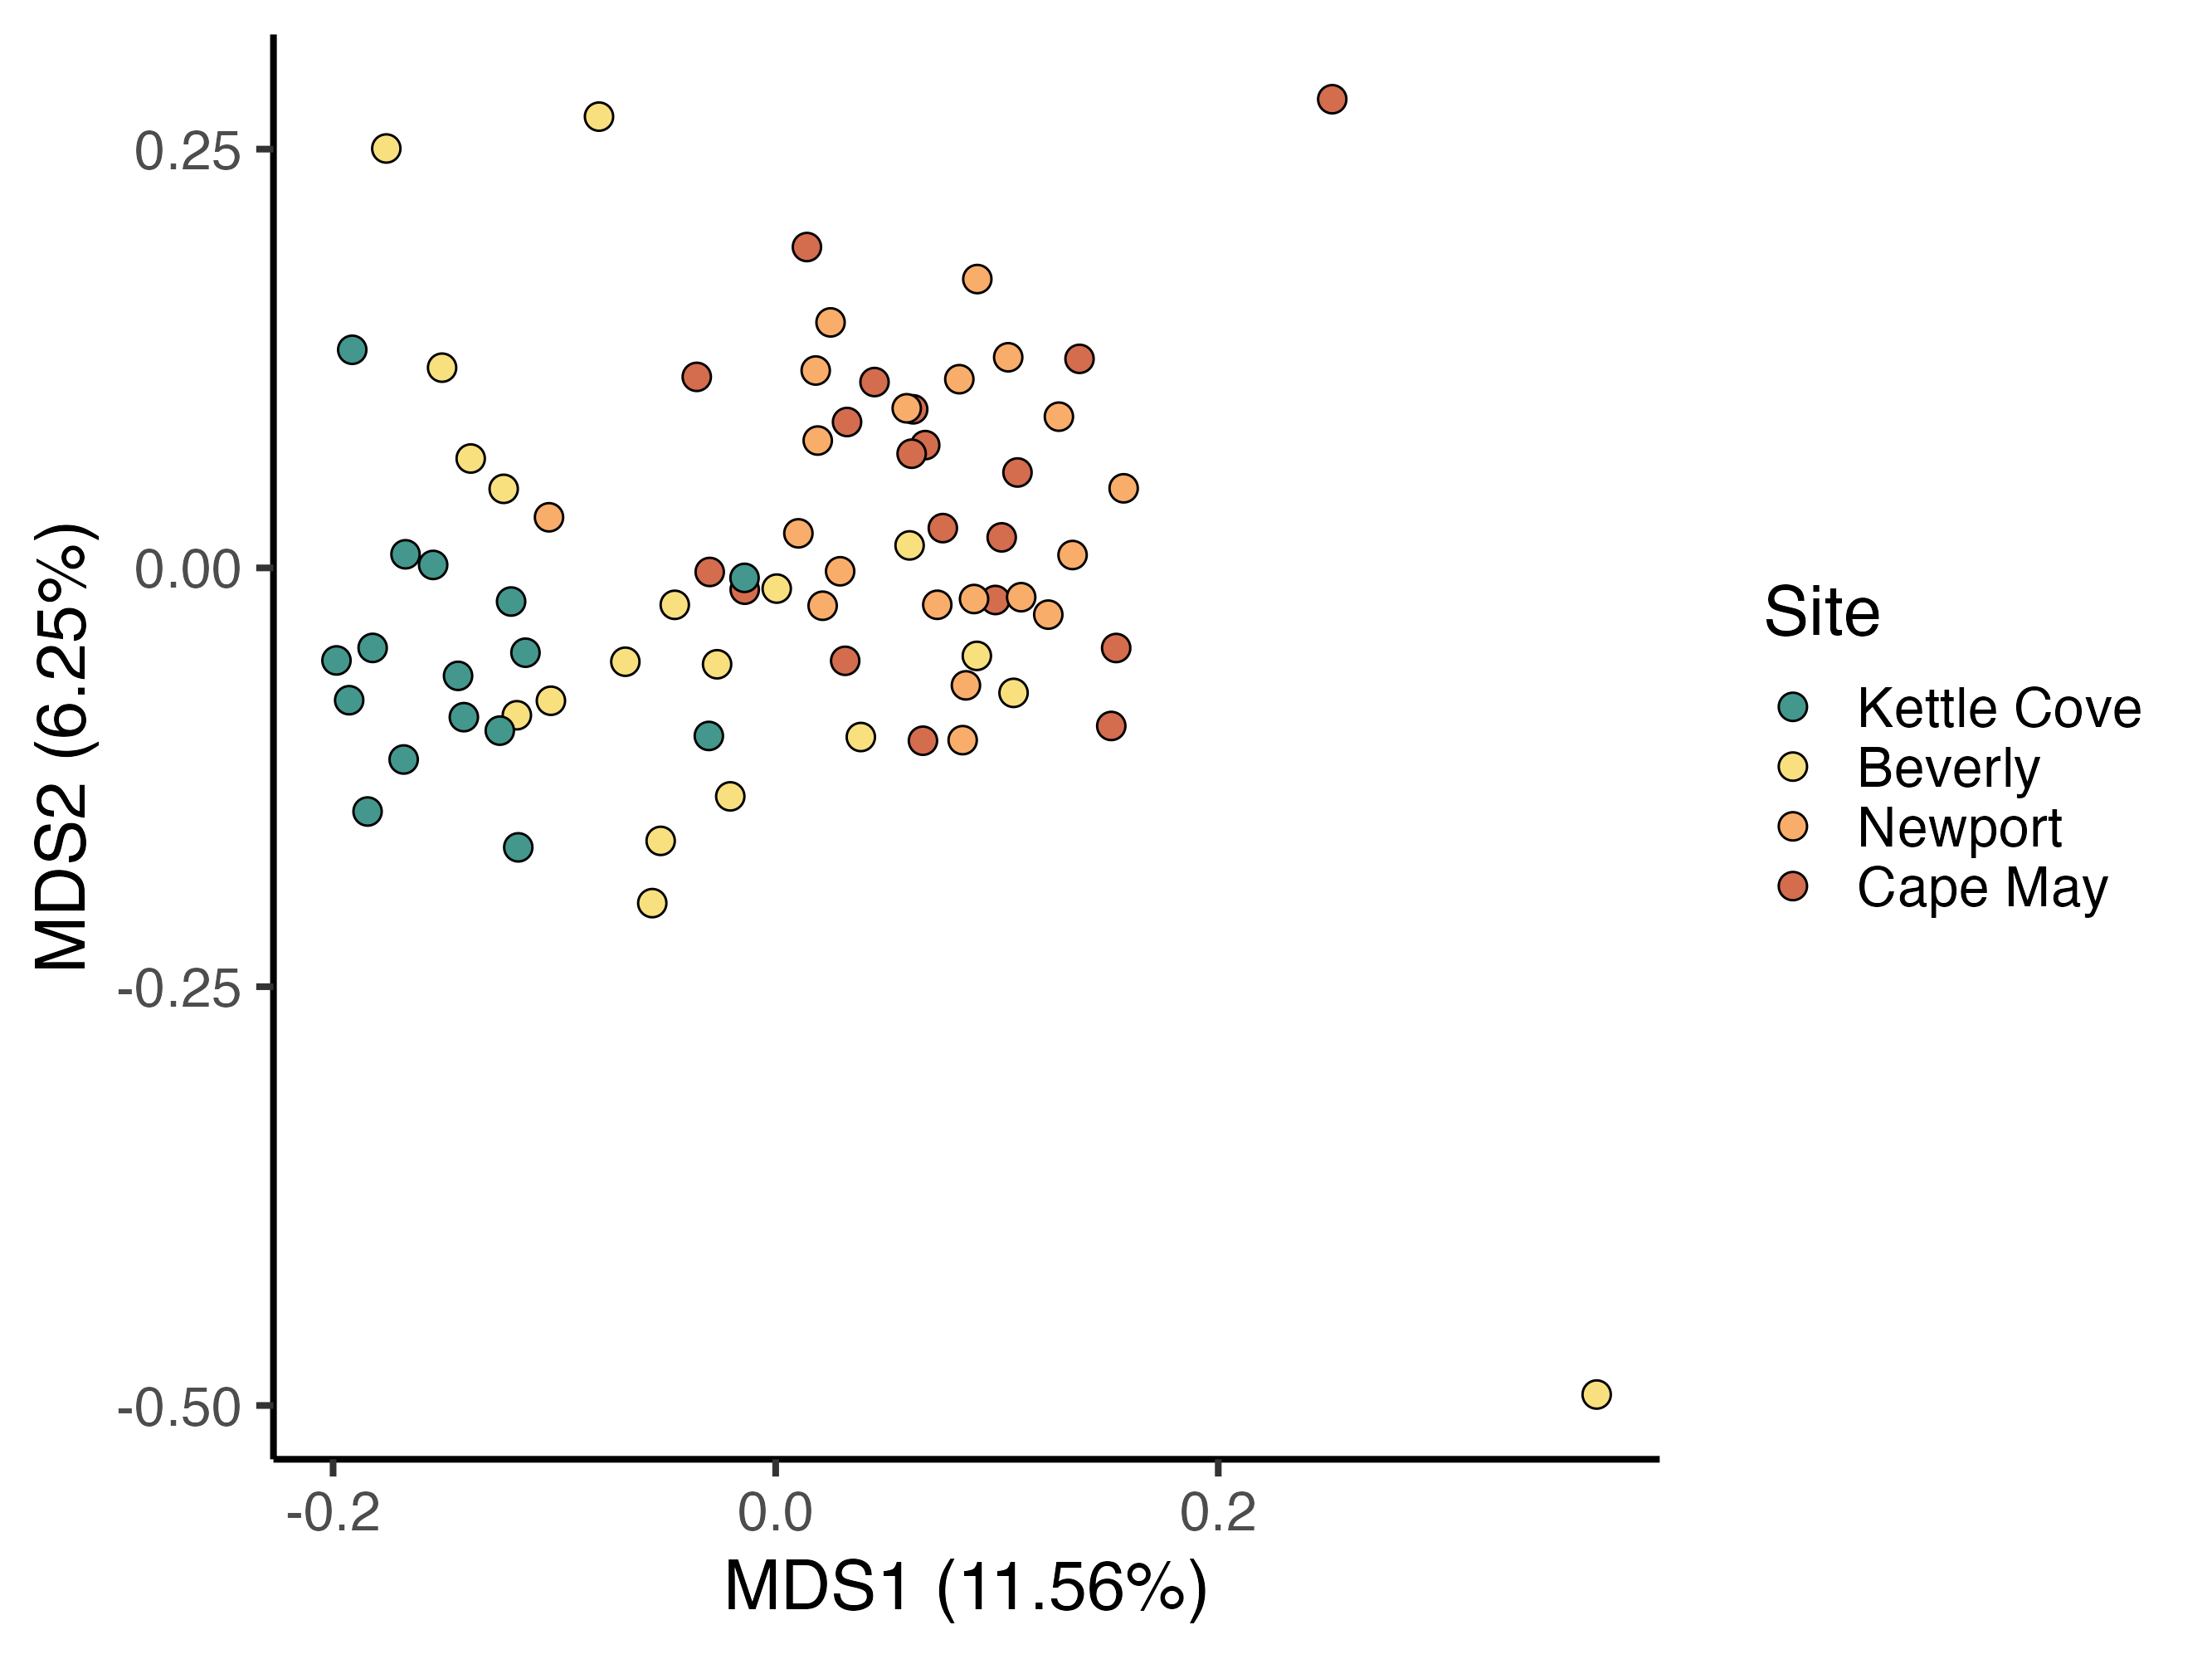 0.25
0.00
-0.25
-0.50
MDS2 (6.25%)
-0.2
0.0
0.2
MDS1 (11.56%)
Site
Kettle Cove
Beverly
Newport
Cape May